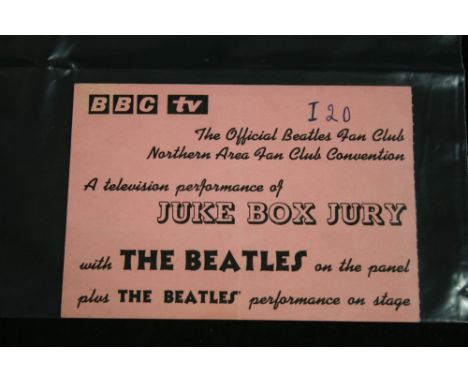 BBC tv
I 20
The Official Beatles Fan Club
Northern Area Fan Club Convention
A television performance of
JUKE BOX JURY
with THE BEATLES on the panel
plus THE BEATLES' performance on stage